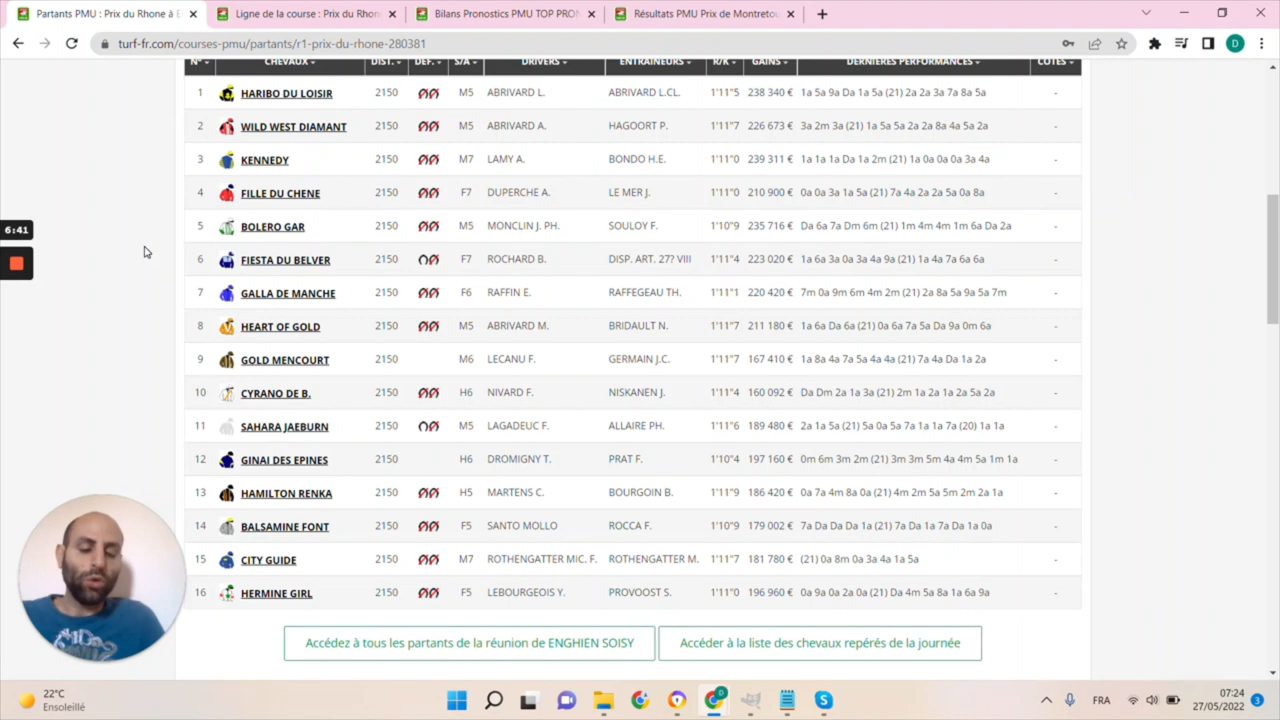 Partants PMU : Prix du Rhone à E
Ligne de la course : Prix du Rhon
Bilans Pronostics PMU TOP PRON
Résultats PMU Prix de Montretou
turf-fr.com/courses-pmu/partants/r1-prix-du-rhone-280381
D
N° CHEVAUX DIST. DEF. S/A DRIVERS ENTRAINEURS R/K GAINS DERNIÈRES PERFORMANCES COTES
1 HARIBO DU LOISIR 2150 M5 ABRIVARD L. ABRIVARD L.CL. 1'11"5 238 340 € 1a 5a 9a Da 1a 5a (21) 2a 2a 3a 7a 8a 5a -
2 WILD WEST DIAMANT 2150 M5 ABRIVARD A. HAGOORT P. 1'11"7 226 673 € 3a 2m 3a (21) 1a 5a 5a 2a 2a 8a 4a 5a 2a -
3 KENNEDY 2150 M7 LAMY A. BONDO H.E. 1'11"0 239 311 € 1a 1a 1a Da 1a 2m (21) 1a 0a 0a 0a 3a 4a -
4 FILLE DU CHENE 2150 F7 DUPERCHE A. LE MER J. 1'11"0 210 900 € 0a 0a 3a 1a 5a (21) 7a 4a 2a 2a 5a 0a 8a -
5 BOLERO GAR 2150 M5 MONCLIN J. PH. SOULOY F. 1'10"9 235 716 € Da 6a 7a Dm 6m (21) 1m 4m 4m 1m 6a Da 2a -
6 FIESTA DU BELVER 2150 F7 ROCHARD B. DISP. ART. 27? VIII 1'11"4 223 020 € 1a 6a 3a 0a 3a 4a 9a (21) 1a 4a 7a 6a 6a -
7 GALLA DE MANCHE 2150 F6 RAFFIN E. RAFFEGEAU TH. 1'11"1 220 420 € 7m 0a 9m 6m 4m 2m (21) 2a 8a 5a 9a 5a 7m -
8 HEART OF GOLD 2150 M5 ABRIVARD M. BRIDAULT N. 1'11"7 211 180 € 1a 6a Da 6a (21) 0a 6a 7a 5a Da 9a 0m 6a -
9 GOLD MENCOURT 2150 M6 LECANU F. GERMAIN J.C. 1'11"7 167 410 € 1a 8a 4a 7a 5a 4a 4a (21) 7a 4a Da 1a 2a -
10 CYRANO DE B. 2150 H6 NIVARD F. NISKANEN J. 1'11"4 160 092 € Da Dm 2a 1a 3a (21) 2m 1a 1a 2a 5a 2a -
11 SAHARA JAEBURN 2150 M5 LAGADEUC F. ALLAIRE PH. 1'11"6 189 480 € 2a 1a 5a (21) 5a 0a 5a 7a 1a 1a 7a (20) 1a 1a -
12 GINAI DES EPINES 2150 H6 DROMIGNY T. PRAT F. 1'10"4 197 160 € 0m 6m 3m 2m (21) 3m 3m 5m 4a 4m 5a 1m 1a -
13 HAMILTON RENKA 2150 H5 MARTENS C. BOURGOIN B. 1'11"9 186 420 € 0a 7a 4m 8a 0a (21) 4m 2m 5a 5m 2m 2a 1a -
14 BALSAMINE FONT 2150 F5 SANTO MOLLO ROCCA F. 1'10"9 179 002 € 7a Da Da Da 1a (21) 7a Da 1a 7a Da 1a 0a -
15 CITY GUIDE 2150 M7 ROTHENGATTER MIC. F. ROTHENGATTER M. 1'11"7 181 780 € (21) 0a 8m 0a 3a 4a 1a 5a -
16 HERMINE GIRL 2150 F5 LEBOURGEOIS Y. PROVOOST S. 1'11"0 196 960 € 0a 9a 0a 2a 0a (21) Da 4m 5a 8a 1a 6a 9a -
6:41
Accédez à tous les partants de la réunion de ENGHIEN SOISY
Accéder à la liste des chevaux repérés de la journée
22°C
Ensoleillé
D
FRA
07:24
27/05/2022
3